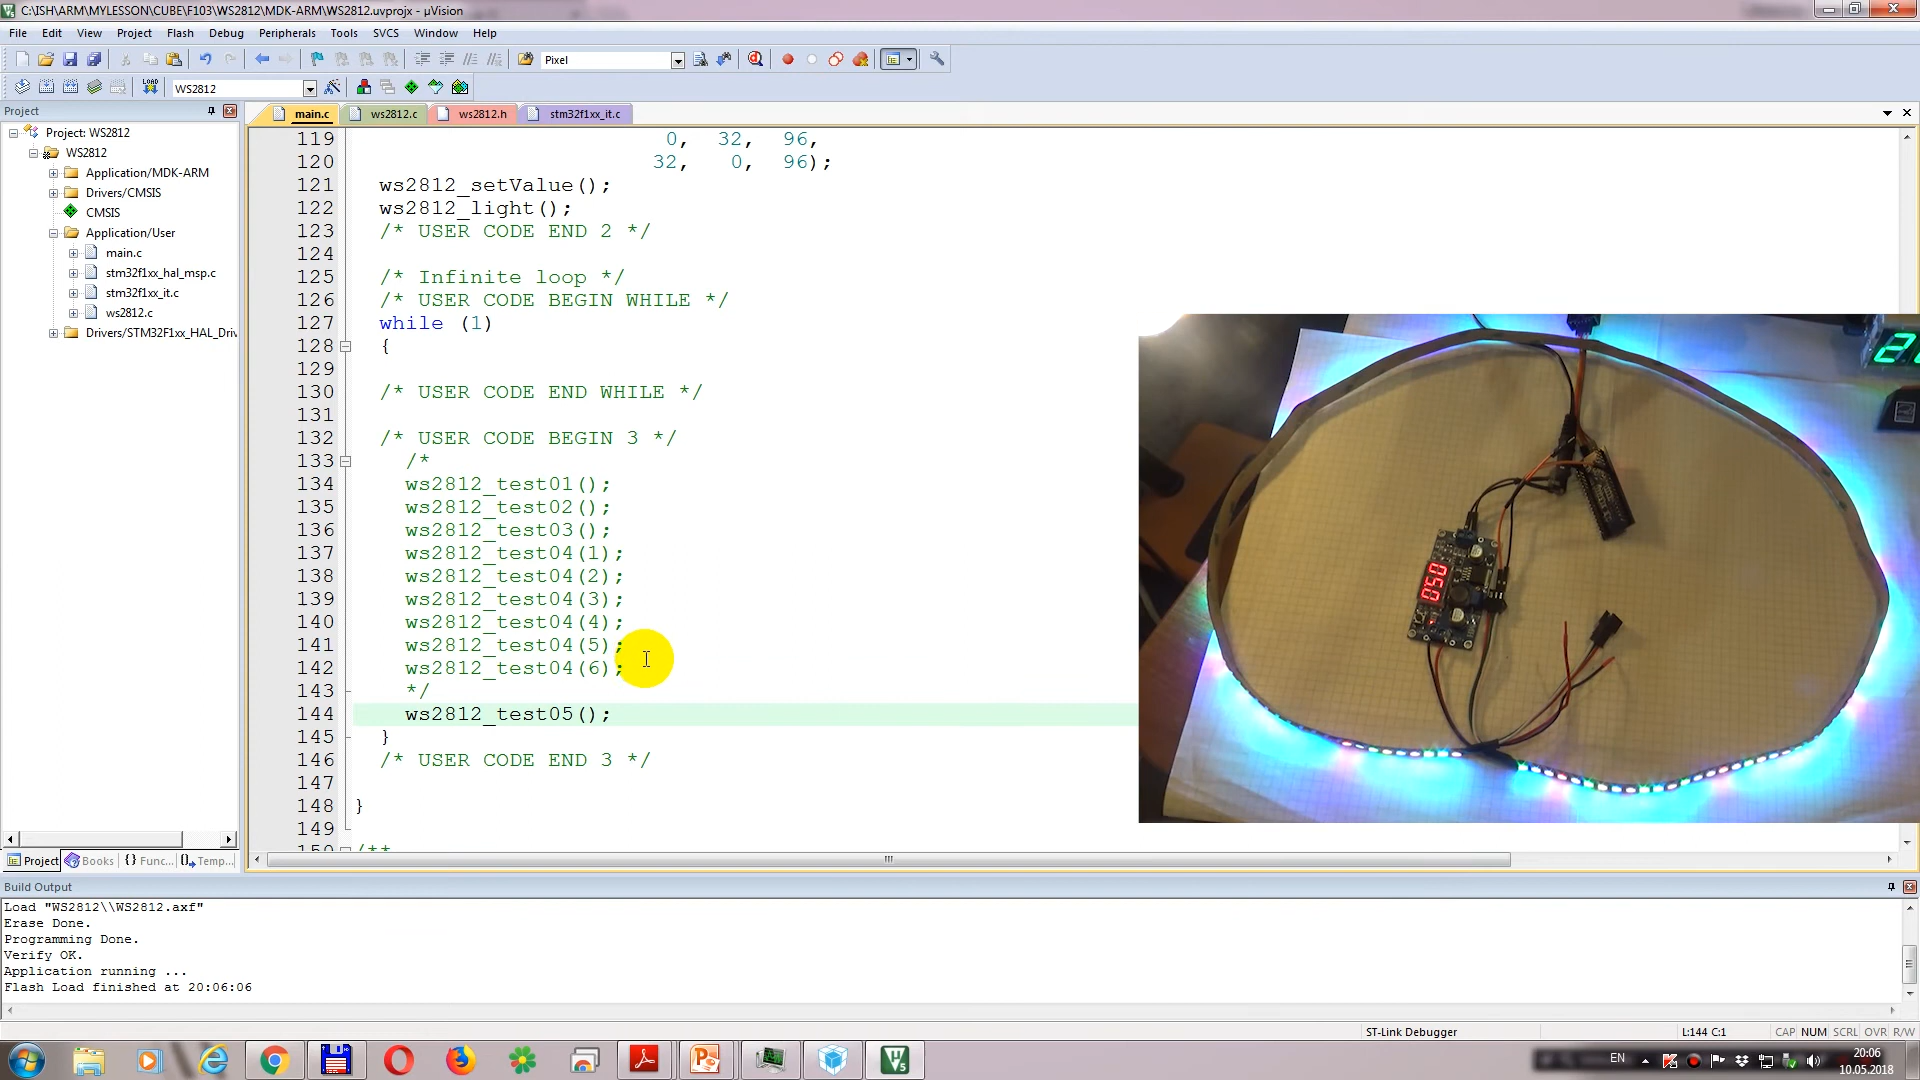 C:\ISH\ARM\MYLESSON\CUBE\F103\WS2812\MDK-ARM\WS2812.uvprojx - µVision
File Edit View Project Flash Debug Peripherals Tools SVCS Window Help
Pixel
LOAD
WS2812
Project
main.c ws2812.c ws2812.h stm32f1xx_it.c
Project: WS2812
WS2812
Application/MDK-ARM
Drivers/CMSIS
CMSIS
Application/User
main.c
stm32f1xx_hal_msp.c
stm32f1xx_it.c
ws2812.c
Drivers/STM32F1xx_HAL_Driv
119 0, 32, 96,
120 32, 0, 96);
121 ws2812_setValue();
122 ws2812_light();
123 /* USER CODE END 2 */
124
125 /* Infinite loop */
126 /* USER CODE BEGIN WHILE */
127 while (1)
128 {
129
130 /* USER CODE END WHILE */
131
132 /* USER CODE BEGIN 3 */
133 /*
134 ws2812_test01();
135 ws2812_test02();
136 ws2812_test03();
137 ws2812_test04(1);
138 ws2812_test04(2);
139 ws2812_test04(3);
140 ws2812_test04(4);
141 ws2812_test04(5);
142 ws2812_test04(6);
143 */
144 ws2812_test05();
145 }
146 /* USER CODE END 3 */
147
148 }
149
150 /**
Project Books {} Func... Temp...
Build Output
Load "WS2812\\WS2812.axf"
Erase Done.
Programming Done.
Verify OK.
Application running ...
Flash Load finished at 20:06:06
ST-Link Debugger L:144 C:1 CAP NUM SCRL OVR R/W
EN
20:06
10.05.2018